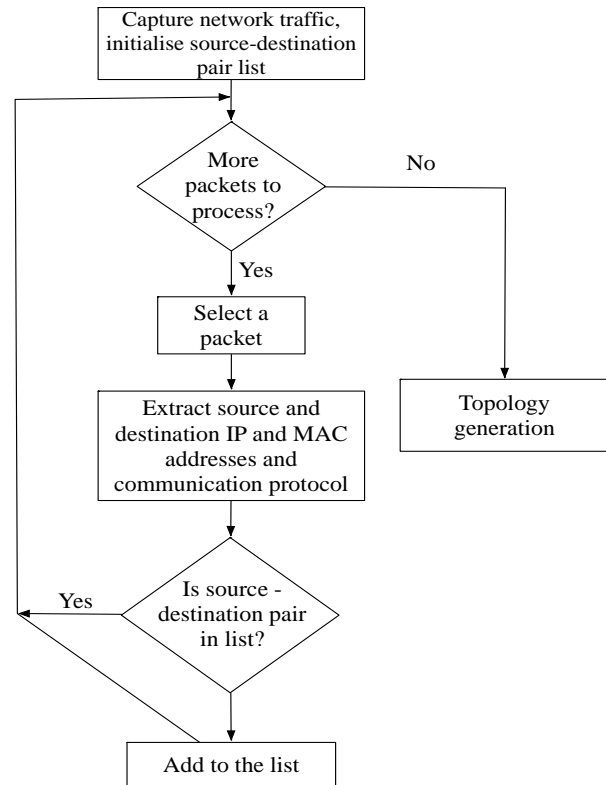 Capture network traffic,
initialise source-destination
pair list
More
packets to
process?
No
Yes
Select a
packet
Extract source and
destination IP and MAC
addresses and
communication protocol
Topology
generation
Is source -
destination pair
in list?
Yes
Add to the list